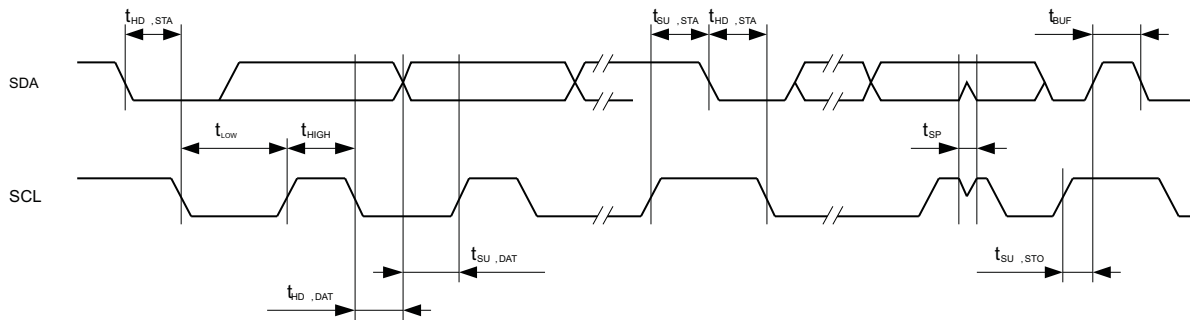 tHD ,STA
tSU ,STA
tHD ,STA
tBUF
SDA
tLOW
tHIGH
tSP
SCL
tSU ,DAT
tSU ,STO
tHD ,DAT